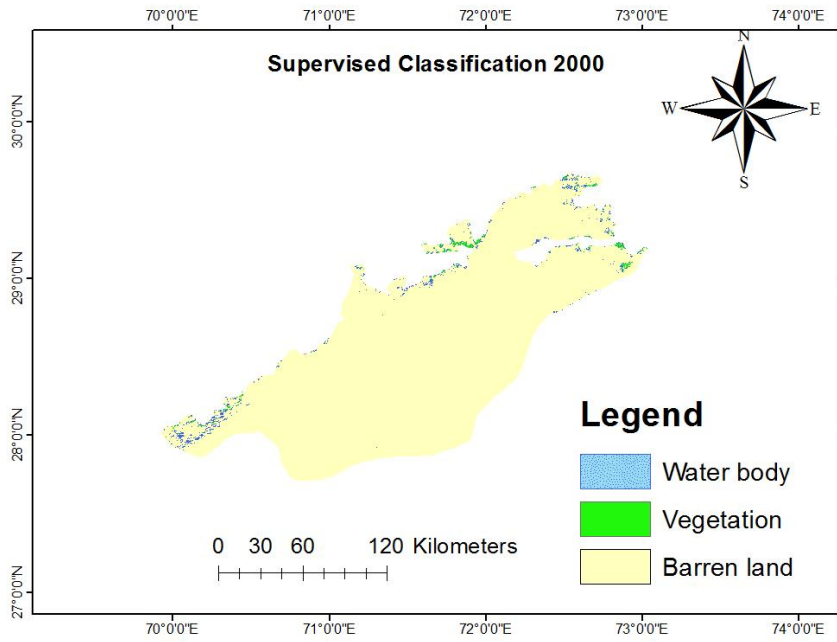 70°0'0"E 71°0'0"E 72°0'0"E 73°0'0"E 74°0'0"E
Supervised Classification 2000
N
W E
S
30°0'0"N
29°0'0"N
28°0'0"N
27°0'0"N
Legend
Water body
Vegetation
Barren land
0 30 60 120 Kilometers
70°0'0"E 71°0'0"E 72°0'0"E 73°0'0"E 74°0'0"E